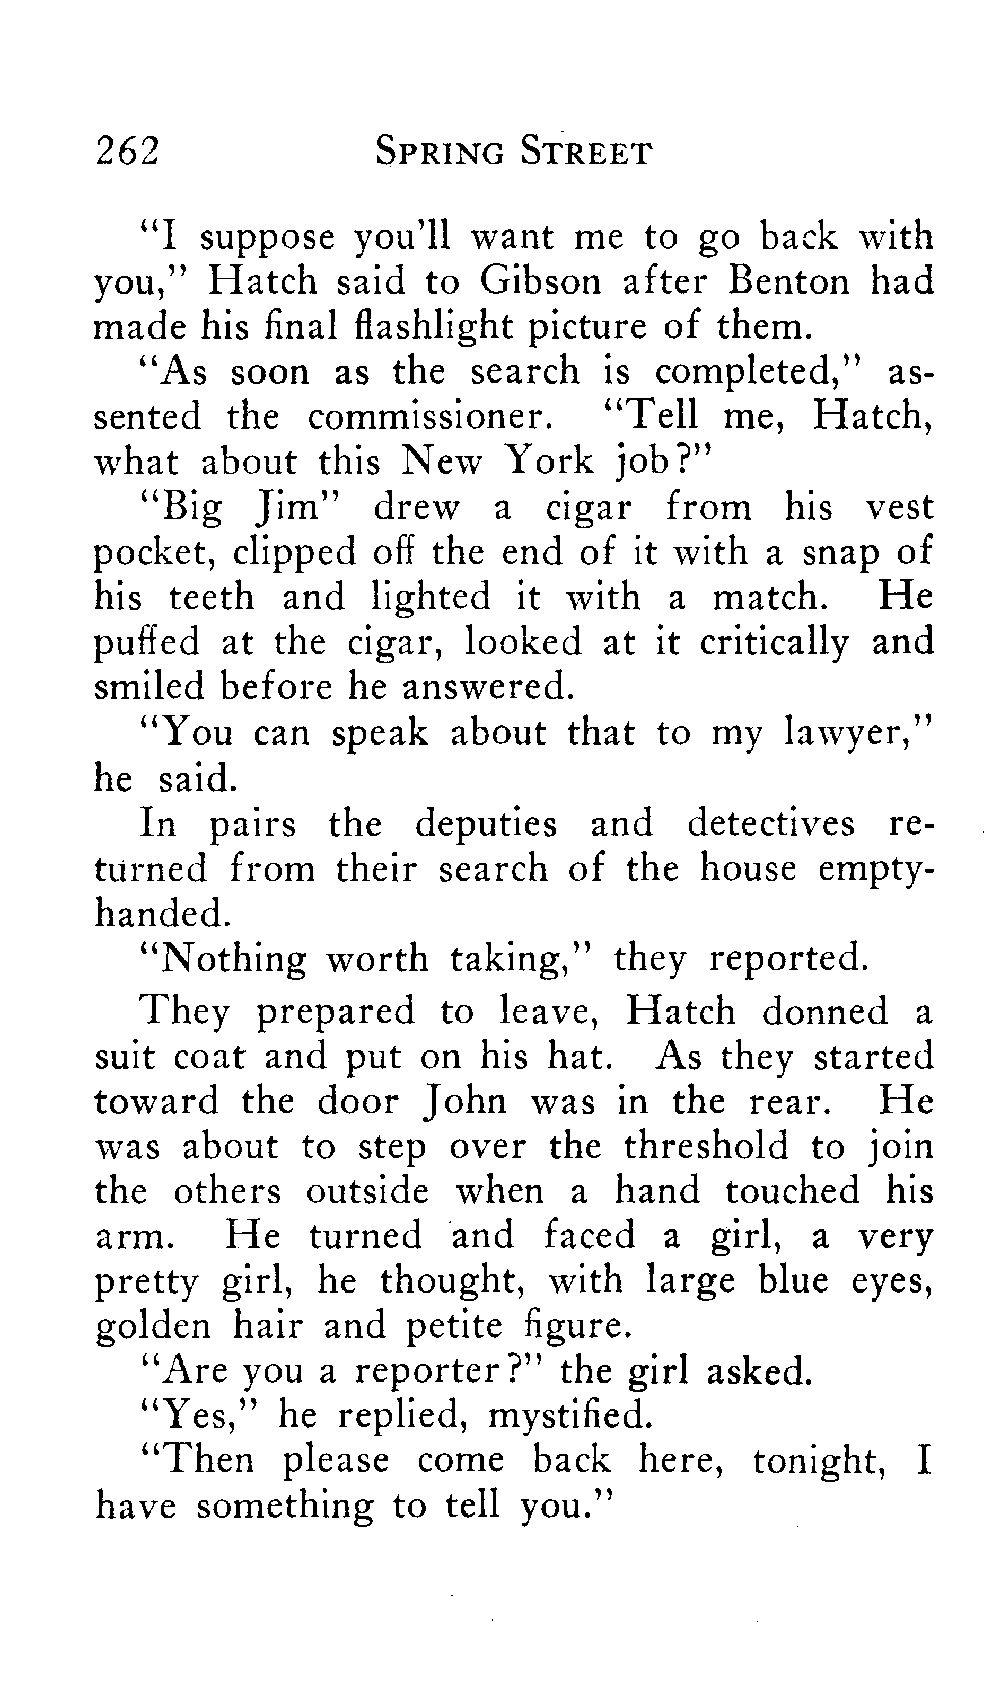 262 SPRING STREET
“I suppose you'll want me to go back with
you,” Hatch said to Gibson after Benton had
made his final flashlight picture of them.
“As soon as the search is completed,” as-
sented the commissioner. “Tell me, Hatch,
what about this New York job?”
“Big Jim” drew a cigar from his vest
pocket, clipped off the end of it with a snap of
his teeth and lighted it with a match. He
puffed at the cigar, looked at it critically and
smiled before he answered.
“You can speak about that to my lawyer,”
he said.
In pairs the deputies and detectives re-
turned from their search of the house empty-
handed.
“Nothing worth taking,” they reported.
They prepared to leave, Hatch donned a
suit coat and put on his hat. As they started
toward the door John was in the rear. He
was about to step over the threshold to join
the others outside when a hand touched his
arm. He turned and faced a girl, a very
pretty girl, he thought, with large blue eyes,
golden hair and petite figure.
“Are you a reporter?” the girl asked.
“Yes,” he replied, mystified.
“Then please come back here, tonight, I
have something to tell you.”